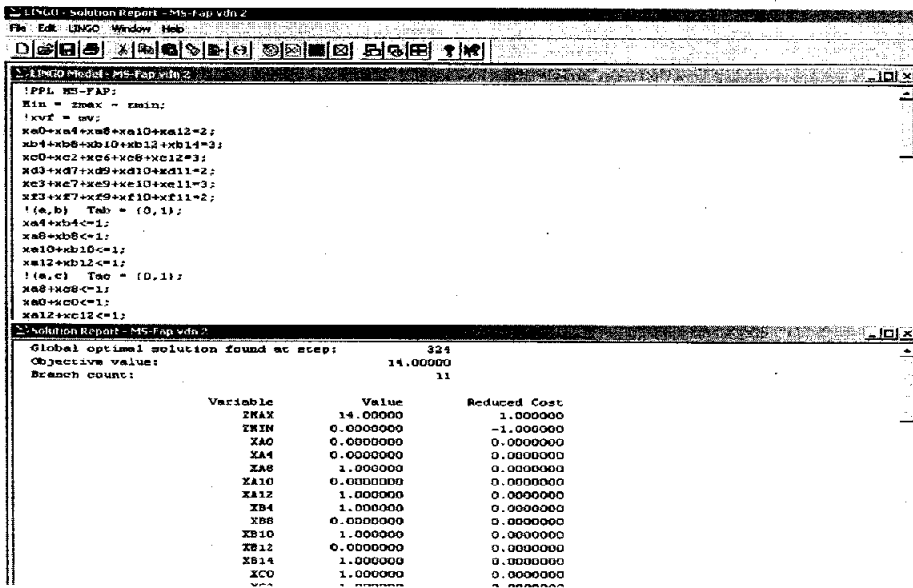 LINGO - Solution Report - MS-Fap vdn 2
File Edit LINGO Window Help
LINGO Model - MS-Fap vdn 2
!PPL MS-FAP;
Min = zmax - zmin;
!xvf = mv;
xa0+xa4+xa8+xa10+xa12=2;
xb4+xb8+xb10+xb12+xb14=3;
xc0+xc2+xc6+xc8+xc12=3;
xd3+xd7+xd9+xd10+xd11=2;
xe3+xe7+xe9+xe10+xe11=3;
xf3+xf7+xf9+xf10+xf11=2;
!(a,b) Tab = (0,1);
xa4+xb4<=1;
xa8+xb8<=1;
xa10+xb10<=1;
xa12+xb12<=1;
!(a,c) Tac = (0,1);
xa8+xc8<=1;
xa0+xc0<=1;
xa12+xc12<=1;
Solution Report - MS-Fap vdn 2
Global optimal solution found at step: 324
Objective value: 14.00000
Branch count: 11
Variable Value Reduced Cost
ZMAX 14.00000 1.000000
ZMIN 0.0000000 -1.000000
XA0 0.0000000 0.0000000
XA4 0.0000000 0.0000000
XA8 1.000000 0.0000000
XA10 0.0000000 0.0000000
XA12 1.000000 0.0000000
XB4 1.000000 0.0000000
XB8 0.0000000 0.0000000
XB10 1.000000 0.0000000
XB12 0.0000000 0.0000000
XB14 1.000000 0.0000000
XC0 1.000000 0.0000000